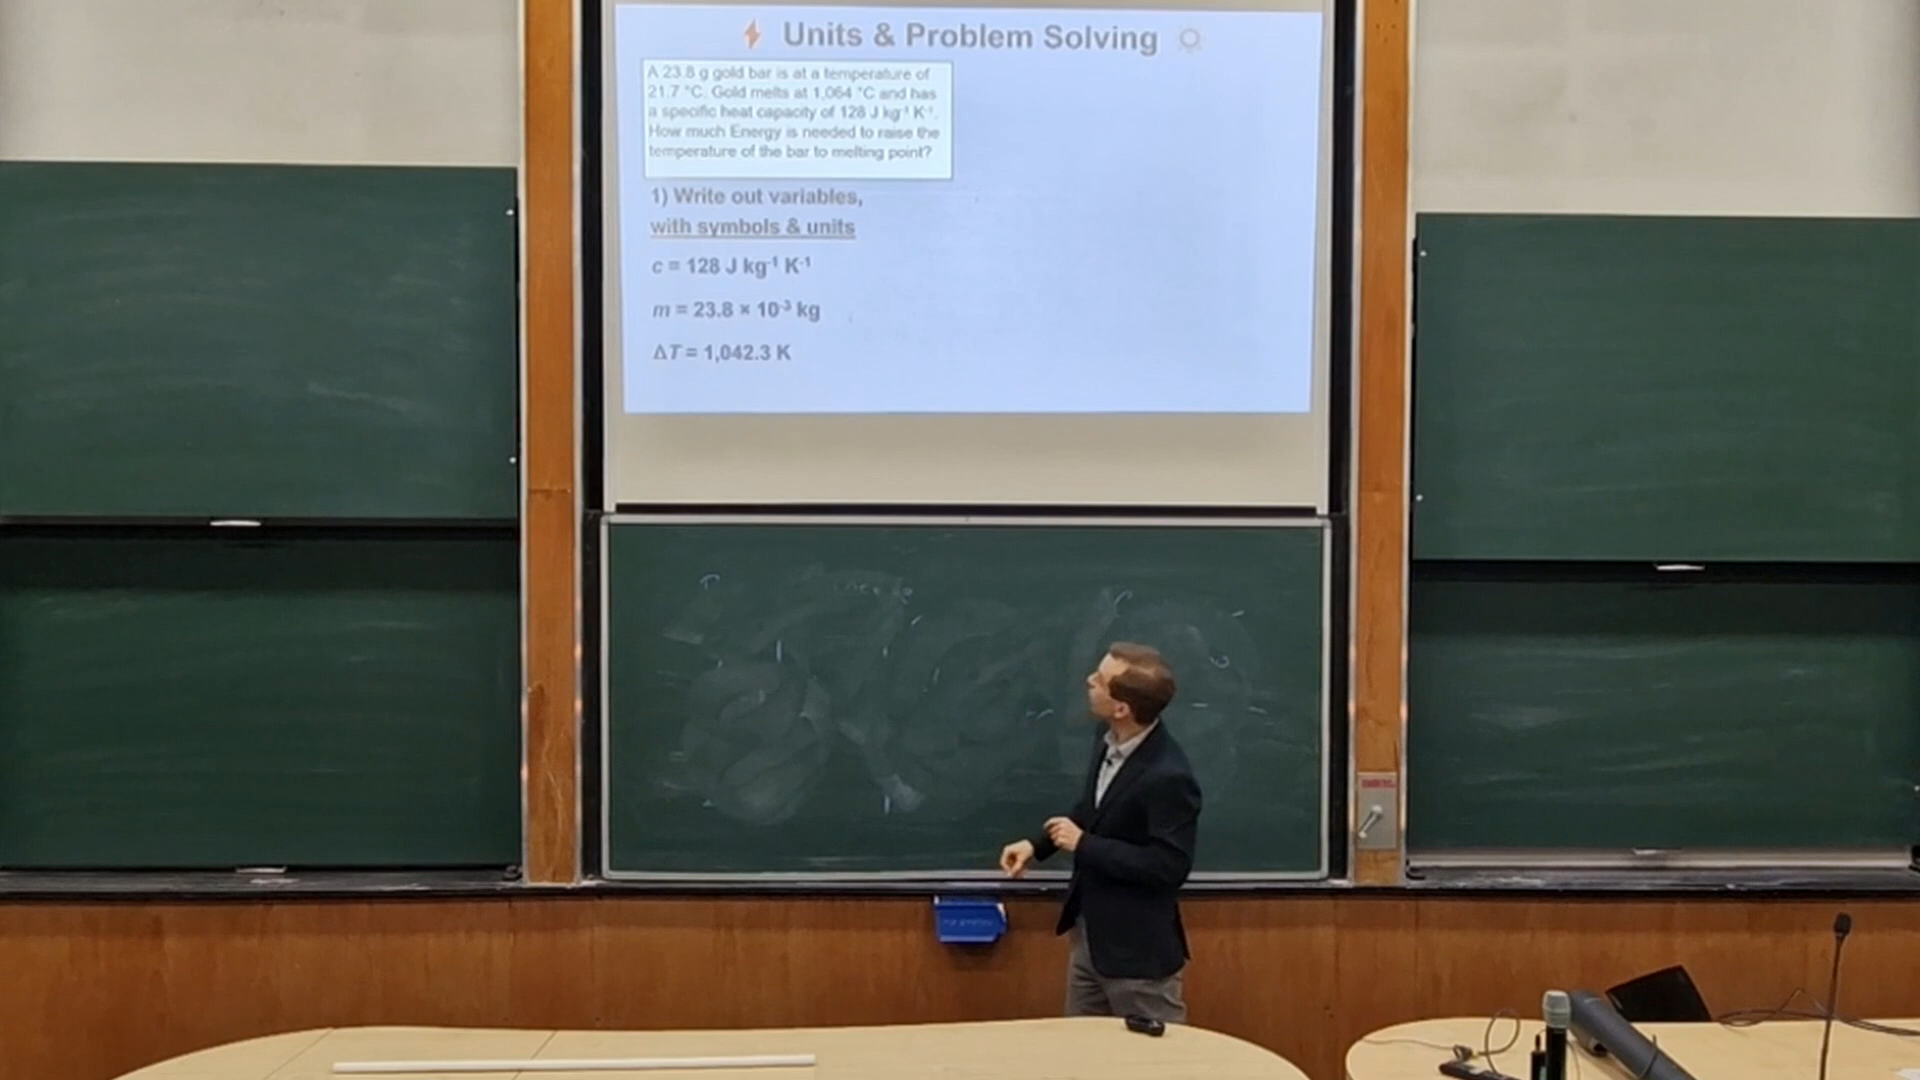 Units & Problem Solving
A 23.8 g gold bar is at a temperature of
21.7 °C. Gold melts at 1,064 °C and has
a specific heat capacity of 128 J kg⁻¹ K⁻¹.
How much Energy is needed to raise the
temperature of the bar to melting point?
1) Write out variables,
with symbols & units
c = 128 J kg⁻¹ K⁻¹
m = 23.8 × 10⁻³ kg
ΔT = 1,042.3 K